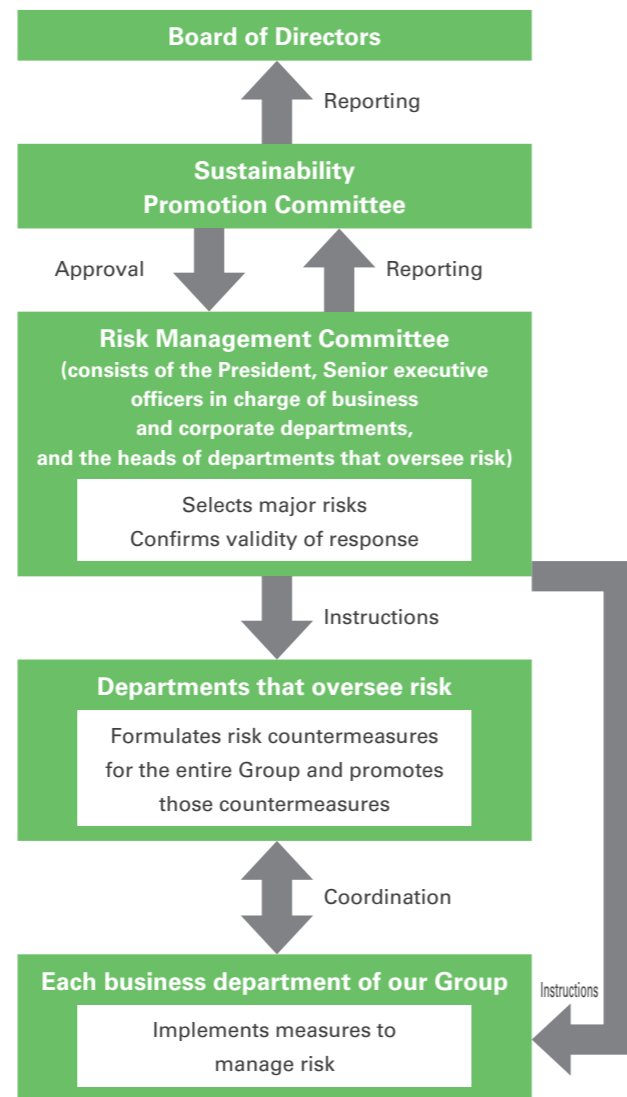 Board of Directors
Reporting
Sustainability
Promotion Committee
Approval
Reporting
Risk Management Committee
(consists of the President, Senior executive
officers in charge of business
and corporate departments,
and the heads of departments that oversee risk)
Selects major risks
Confirms validity of response
Instructions
Departments that oversee risk
Formulates risk countermeasures
for the entire Group and promotes
those countermeasures
Coordination
Each business department of our Group
Instructions
Implements measures to
manage risk